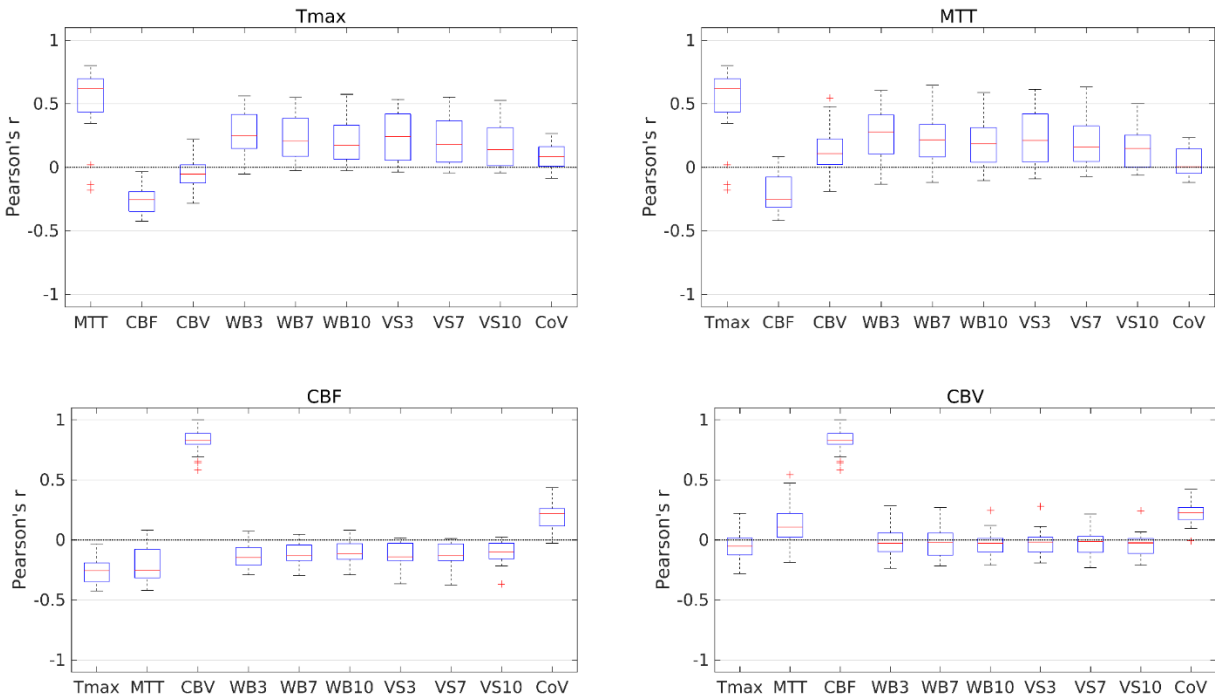 Tmax
1
0.5
0
-0.5
-1
Pearson's r
MTT CBF CBV WB3 WB7 WB10 VS3 VS7 VS10 CoV
MTT
1
0.5
0
-0.5
-1
Pearson's r
Tmax CBF CBV WB3 WB7 WB10 VS3 VS7 VS10 CoV
CBF
1
0.5
0
-0.5
-1
Pearson's r
Tmax MTT CBV WB3 WB7 WB10 VS3 VS7 VS10 CoV
CBV
1
0.5
0
-0.5
-1
Pearson's r
Tmax MTT CBF WB3 WB7 WB10 VS3 VS7 VS10 CoV